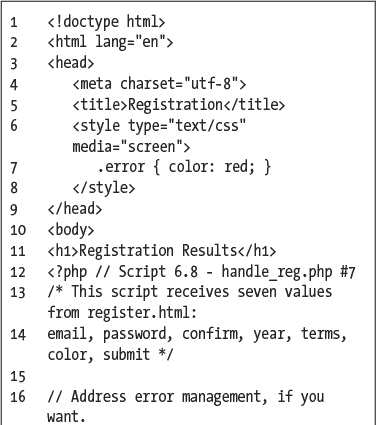 1 <!doctype html>
2 <html lang="en">
3 <head>
4 <meta charset="utf-8">
5 <title>Registration</title>
6 <style type="text/css"
media="screen">
7 .error { color: red; }
8 </style>
9 </head>
10 <body>
11 <h1>Registration Results</h1>
12 <?php // Script 6.8 - handle_reg.php #7
13 /* This script receives seven values
from register.html:
14 email, password, confirm, year, terms,
color, submit */
15
16 // Address error management, if you
want.